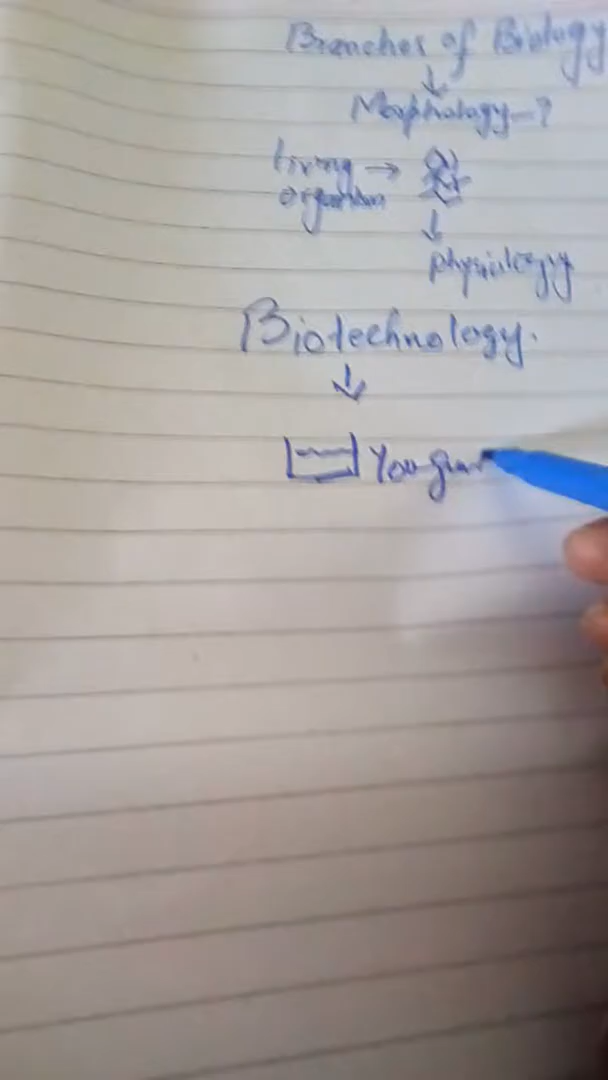 Branches of Biology
Morphology - ?
Living →
organism
physiology
Biotechnology.